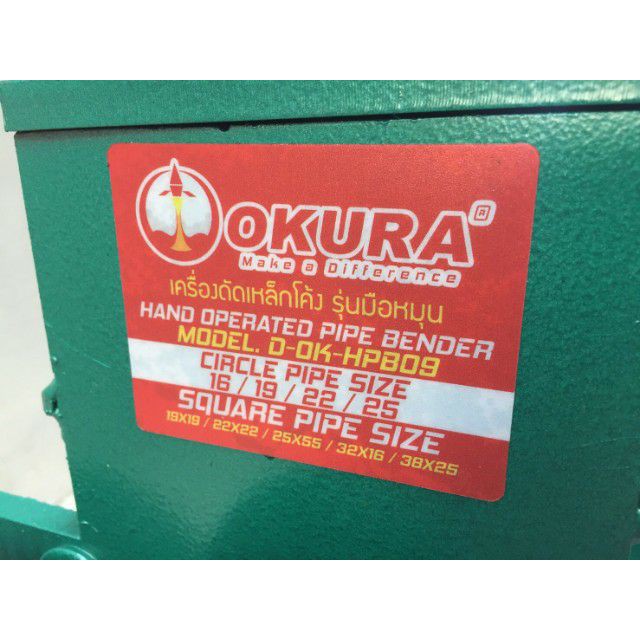 OKURA®
Make a Difference
เครื่องดัดเหล็กโค้ง รุ่นมือหมุน
HAND OPERATED PIPE BENDER
MODEL. D-OK-HPB09
CIRCLE PIPE SIZE
16 / 19 / 22 / 25
SQUARE PIPE SIZE
19X19 / 22X22 / 25X55 / 32X16 / 38X25